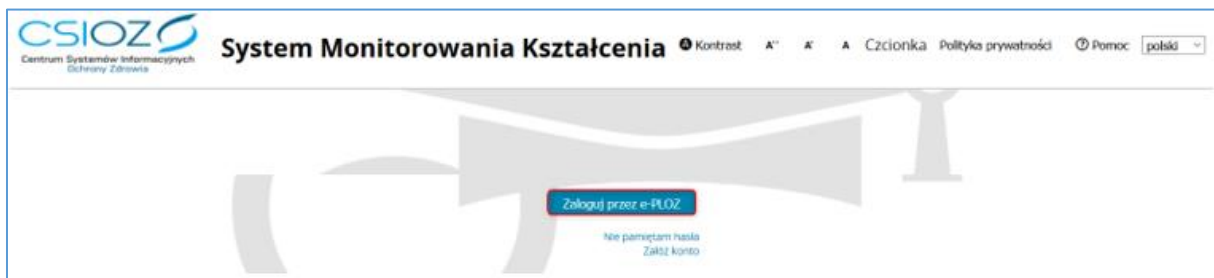 CSIOZ
Centrum Systemów Informacyjnych
Ochrony Zdrowia
System Monitorowania Kształcenia
Kontrast A++ A+ A Czcionka Polityka prywatności Pomoc polski
Zaloguj przez e-PLOZ
Nie pamiętam hasła
Załóż konto